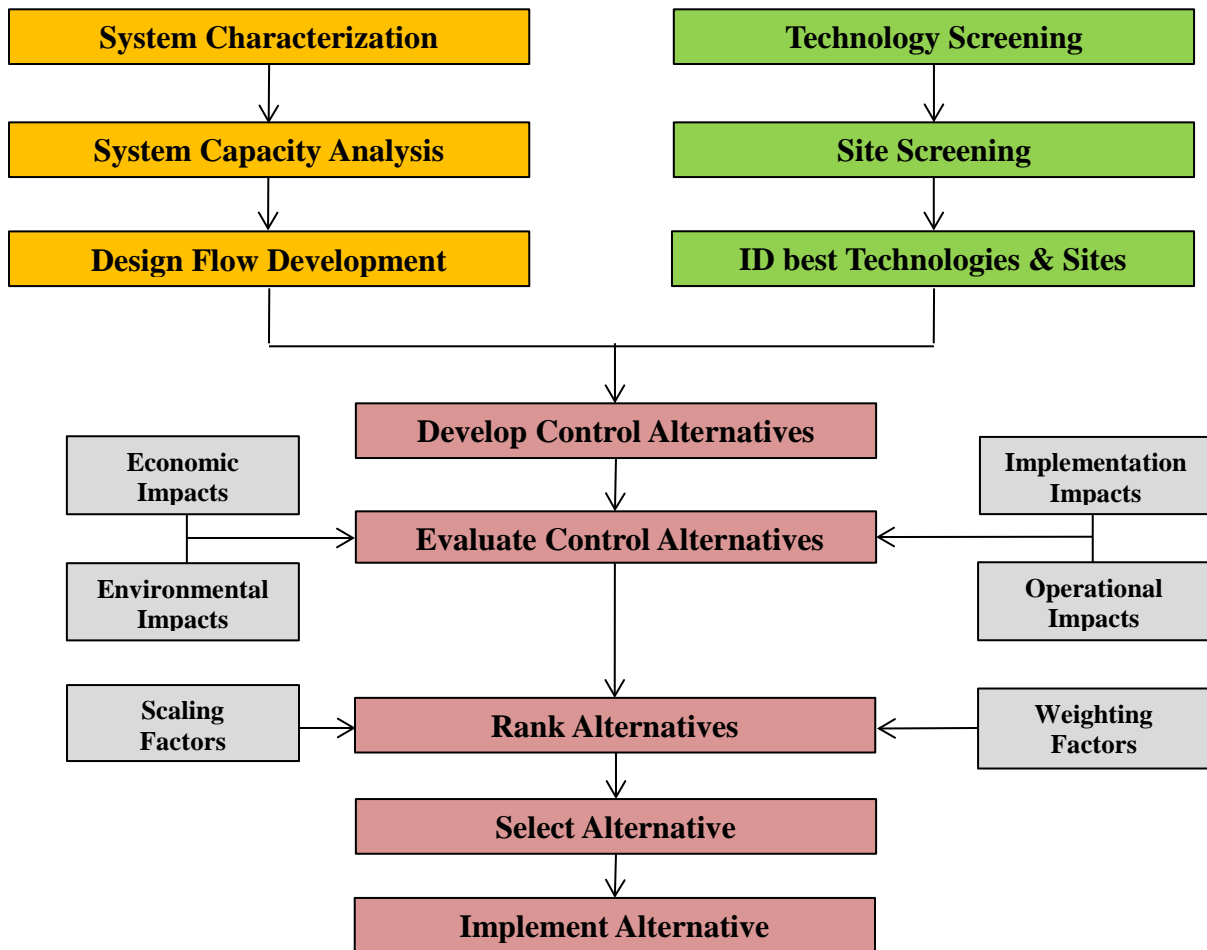 System Characterization
Technology Screening
System Capacity Analysis
Site Screening
Design Flow Development
ID best Technologies & Sites
Develop Control Alternatives
Economic
Impacts
Implementation
Impacts
Evaluate Control Alternatives
Environmental
Impacts
Operational
Impacts
Scaling
Factors
Rank Alternatives
Weighting
Factors
Select Alternative
Implement Alternative